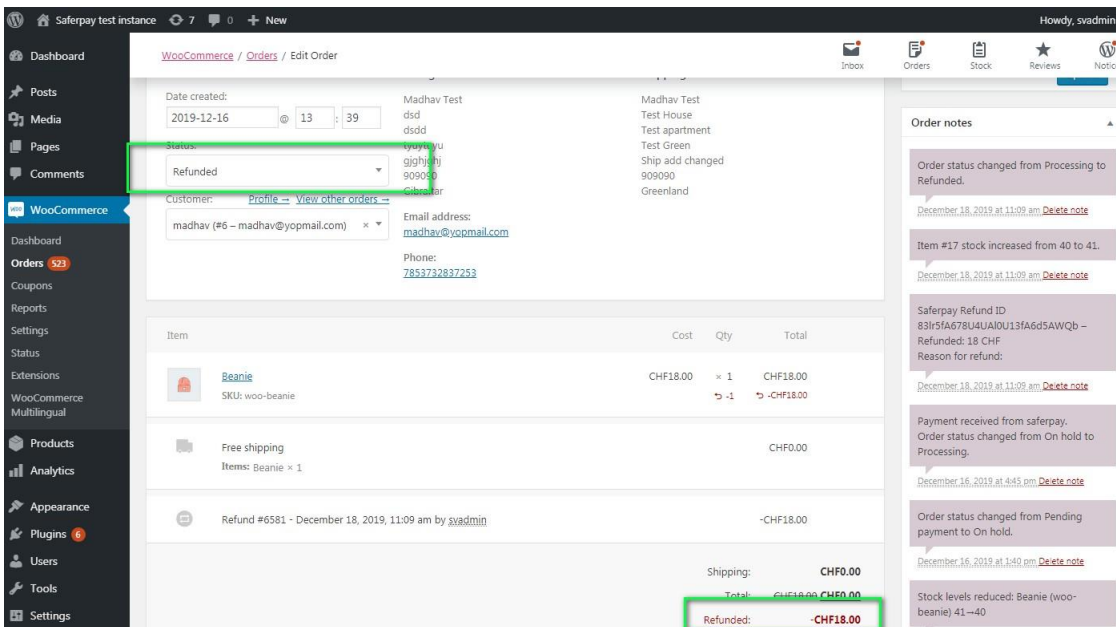 Saferpay test instance 7 0 + New Howdy, svadmin
Dashboard
Posts
Media
Pages
Comments
WooCommerce
Dashboard
Orders 523
Coupons
Reports
Settings
Status
Extensions
WooCommerce
Multilingual
Products
Analytics
Appearance
Plugins 6
Users
Tools
Settings
WooCommerce / Orders / Edit Order
Inbox
Orders
Stock
Reviews
Notic
Date created:
2019-12-16 @ 13 : 39
Status:
Refunded
Customer: Profile → View other orders →
madhav (#6 – madhav@yopmail.com) ×
Madhav Test
dsd
dsdd
tyuytuyu
gjghjghj
909090
Gibraltar
Email address:
madhav@yopmail.com
Phone:
7853732837253
Madhav Test
Test House
Test apartment
Test Green
Ship add changed
909090
Greenland
Item Cost Qty Total
Beanie CHF18.00 × 1 CHF18.00
SKU: woo-beanie -1 -CHF18.00
Free shipping CHF0.00
Items: Beanie × 1
Refund #6581 - December 18, 2019, 11:09 am by svadmin -CHF18.00
Shipping: CHF0.00
Total: CHF18.00 CHF0.00
Refunded: -CHF18.00
Order notes
Order status changed from Processing to
Refunded.
December 18, 2019 at 11:09 am Delete note
Item #17 stock increased from 40 to 41.
December 18, 2019 at 11:09 am Delete note
Saferpay Refund ID
83lr5fA678U4UAl0U13fA6d5AWQb –
Refunded: 18 CHF
Reason for refund:
December 18, 2019 at 11:09 am Delete note
Payment received from saferpay.
Order status changed from On hold to
Processing.
December 16, 2019 at 4:45 pm Delete note
Order status changed from Pending
payment to On hold.
December 16, 2019 at 1:40 pm Delete note
Stock levels reduced: Beanie (woo-
beanie) 41→40